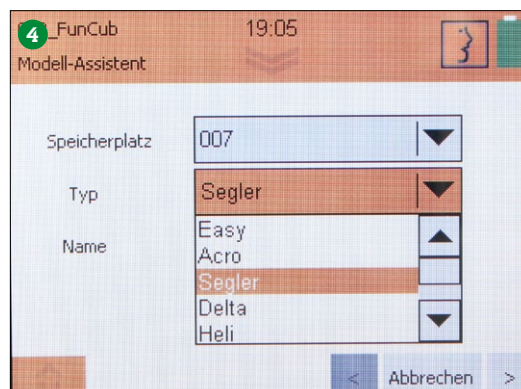 4 _FunCub 19:05
Modell-Assistent
Speicherplatz 007
Typ Segler
Name
Easy
Acro
Segler
Delta
Heli
< Abbrechen >